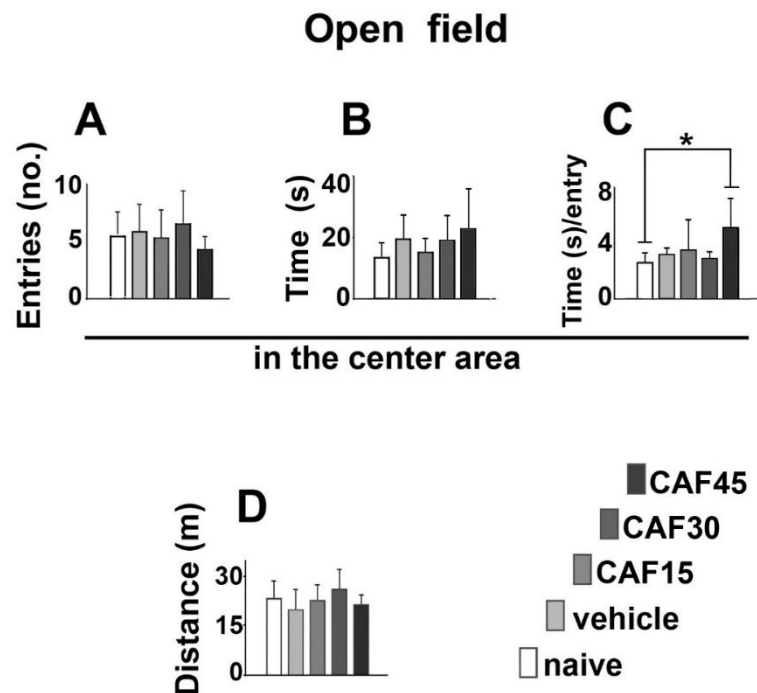 Open field
A
Entries (no.)
10
5
0
B
Time (s)
40
20
0
C
Time (s)/entry
8
4
0
*
in the center area
D
Distance (m)
30
15
0
CAF45
CAF30
CAF15
vehicle
naive